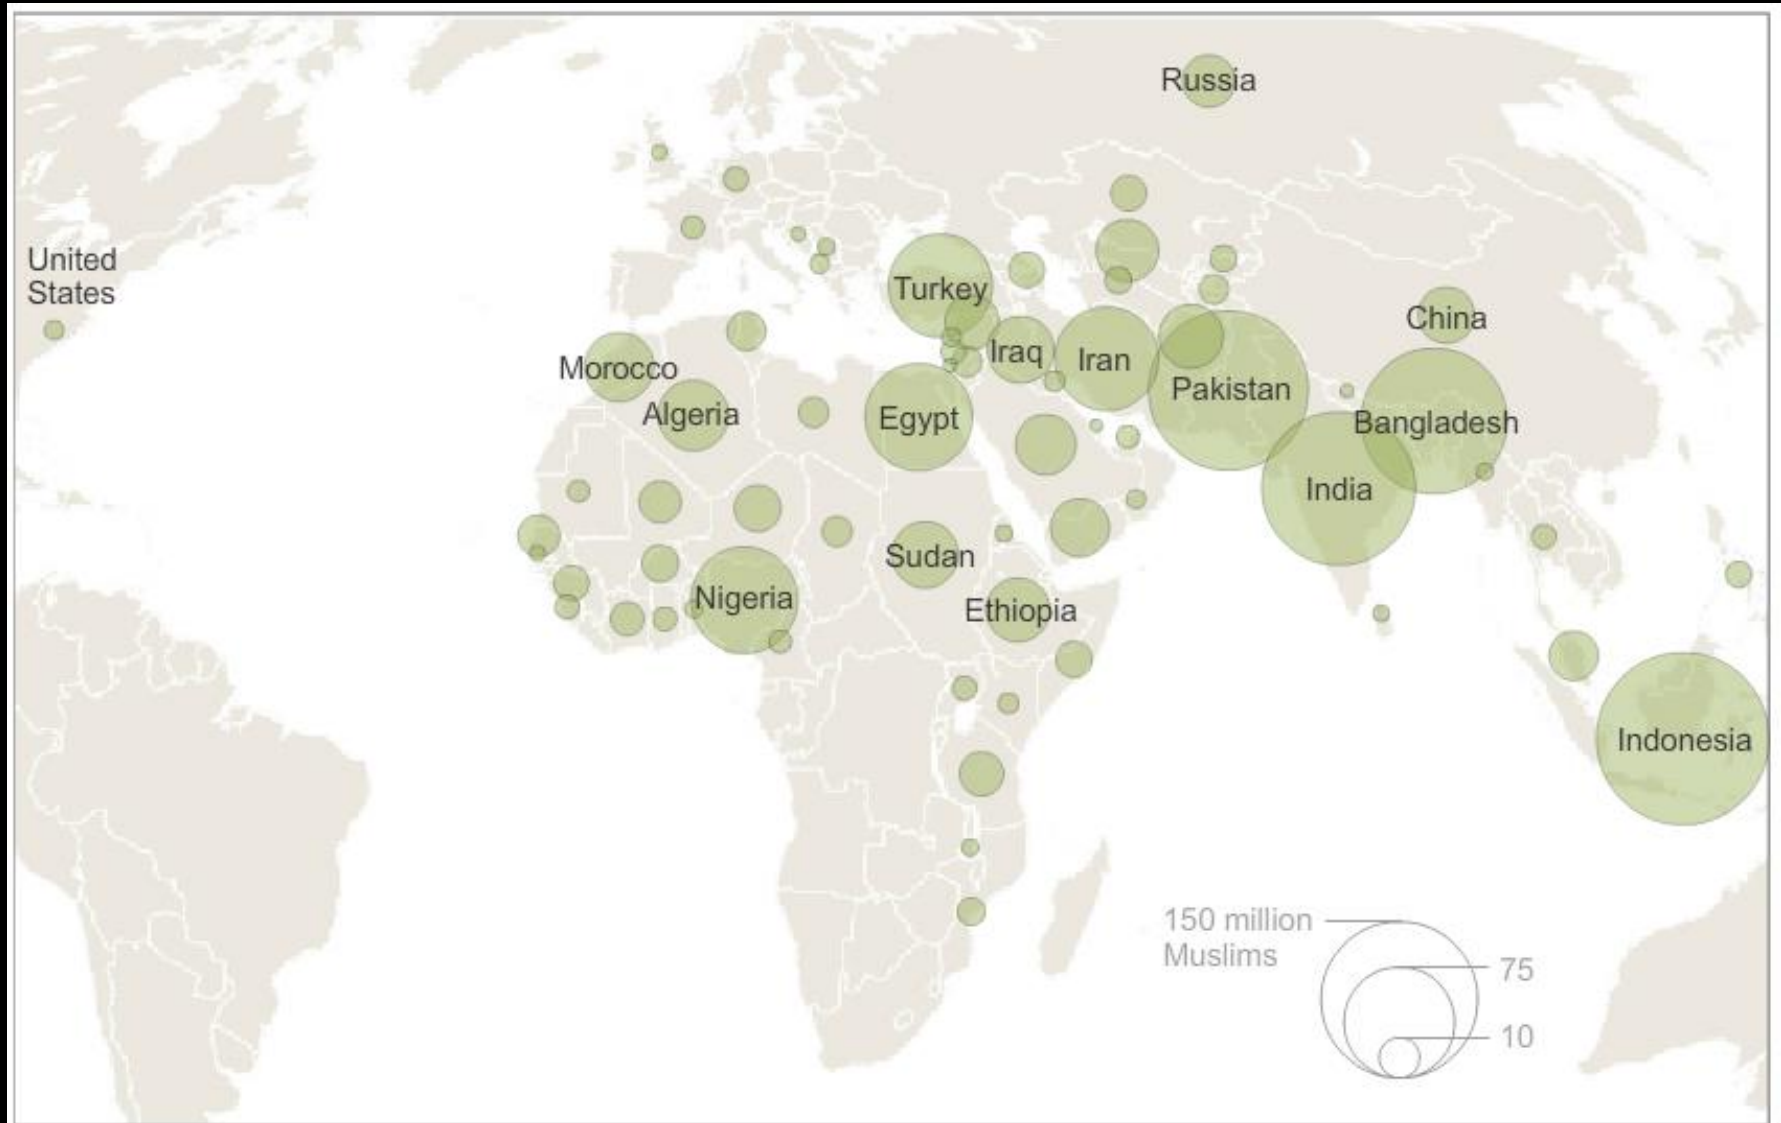 Russia
United
States
Turkey
China
Morocco
Iraq
Iran
Pakistan
Algeria
Egypt
Bangladesh
India
Sudan
Nigeria
Ethiopia
Indonesia
150 million
Muslims
75
10